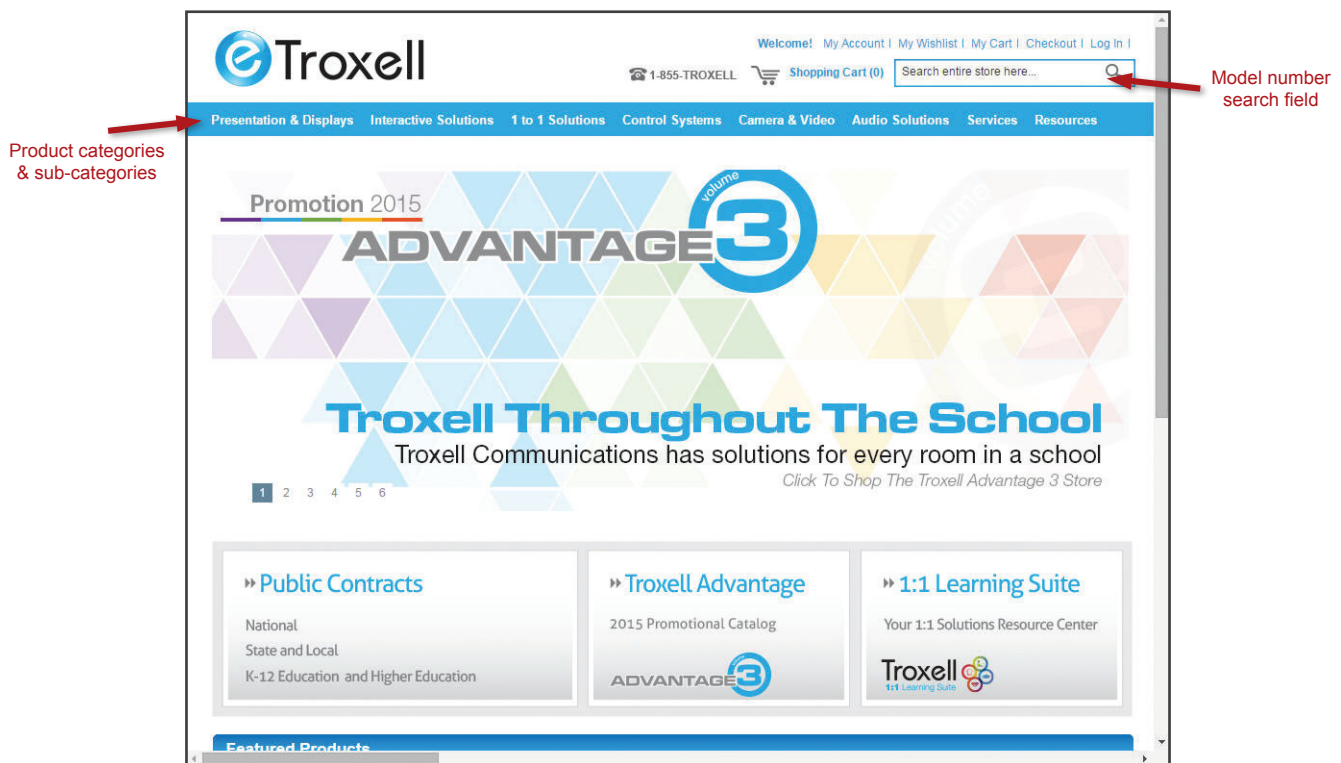 eTroxell
Welcome! My Account | My Wishlist | My Cart | Checkout | Log In |
1-855-TROXELL Shopping Cart (0) Search entire store here...
Model number
search field
Presentation & Displays Interactive Solutions 1 to 1 Solutions Control Systems Camera & Video Audio Solutions Services Resources
Product categories
& sub-categories
Promotion 2015
volume
ADVANTAGE 3
Troxell Throughout The School
Troxell Communications has solutions for every room in a school
Click To Shop The Troxell Advantage 3 Store
1 2 3 4 5 6
Public Contracts
National
State and Local
K-12 Education and Higher Education
Troxell Advantage
2015 Promotional Catalog
ADVANTAGE 3
1:1 Learning Suite
Your 1:1 Solutions Resource Center
Troxell
1:1 Learning Suite
Featured Products